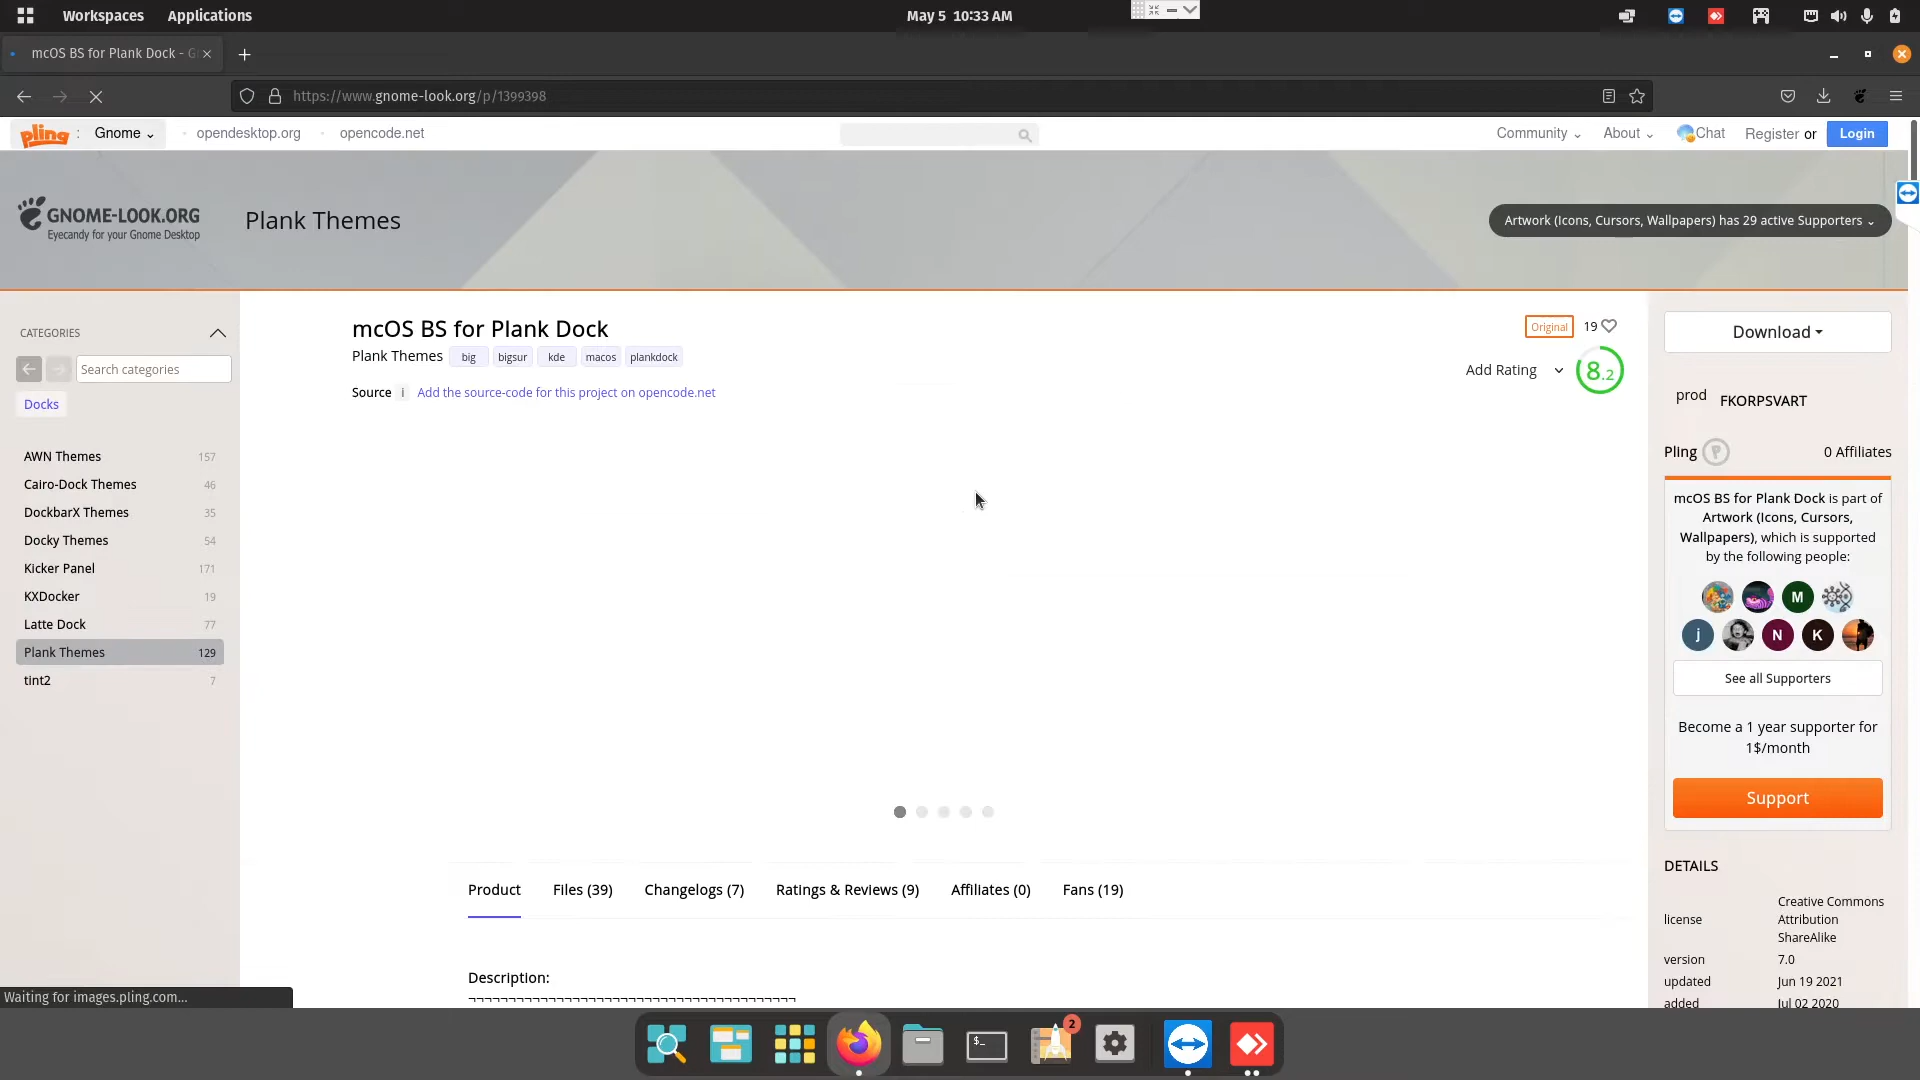 Workspaces Applications May 5 10:33 AM
mcOS BS for Plank Dock - G
https://www.gnome-look.org/p/1399398
pling : Gnome opendesktop.org opencode.net Community About Chat Register or Login
GNOME-LOOK.ORG
Eyecandy for your Gnome Desktop
Plank Themes
Artwork (Icons, Cursors, Wallpapers) has 29 active Supporters
CATEGORIES
Search categories
Docks
AWN Themes 157
Cairo-Dock Themes 46
DockbarX Themes 35
Docky Themes 54
Kicker Panel 171
KXDocker 19
Latte Dock 77
Plank Themes 129
tint2 7
mcOS BS for Plank Dock
Plank Themes big bigsur kde macos plankdock
Source i Add the source-code for this project on opencode.net
Original 19
Add Rating 8.2
Product Files (39) Changelogs (7) Ratings & Reviews (9) Affiliates (0) Fans (19)
Description:
¬¬¬¬¬¬¬¬¬¬¬¬¬¬¬¬¬¬¬¬¬¬¬¬¬¬¬¬¬¬¬¬¬¬¬¬¬¬¬¬¬
Download
prod FKORPSVART
Pling P 0 Affiliates
mcOS BS for Plank Dock is part of
Artwork (Icons, Cursors,
Wallpapers), which is supported
by the following people:
M
j N K
See all Supporters
Become a 1 year supporter for
1$/month
Support
DETAILS
license Creative Commons
Attribution
ShareAlike
version 7.0
updated Jun 19 2021
added Jul 02 2020
Waiting for images.pling.com...
$_
2